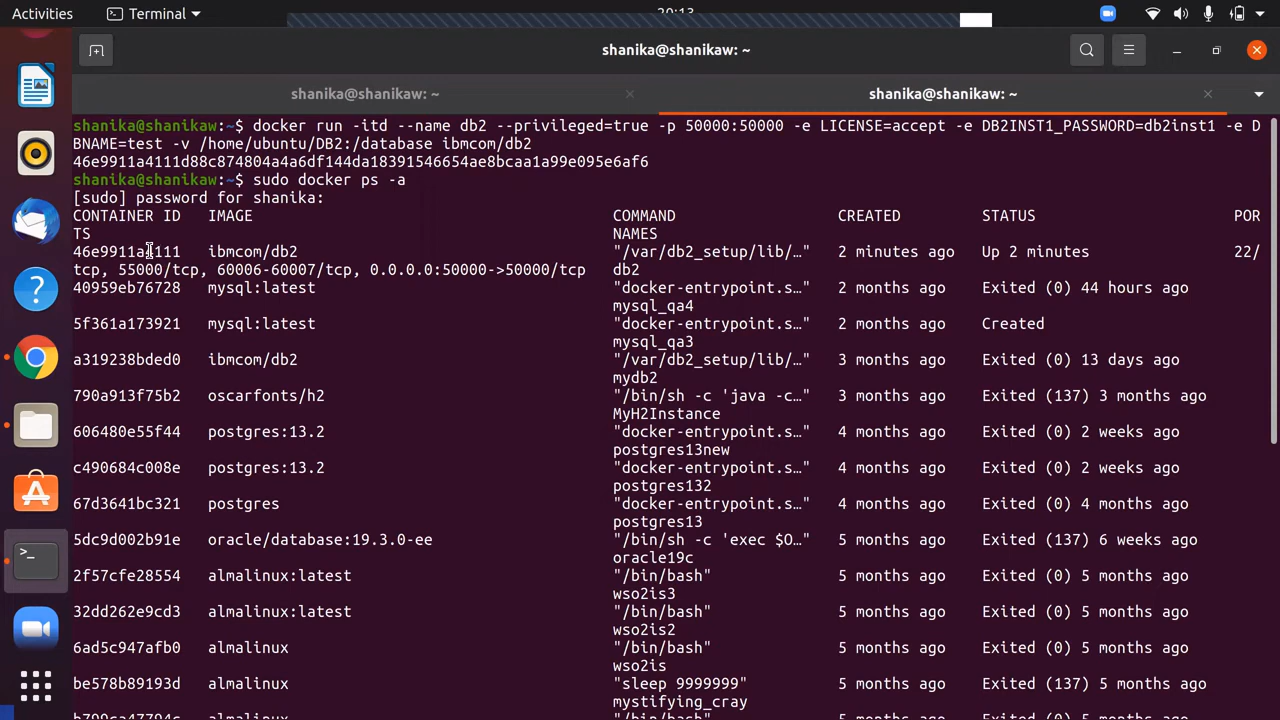 Activities
Terminal
20:13
shanika@shanikaw: ~
shanika@shanikaw: ~
shanika@shanikaw: ~
shanika@shanikaw:~$ docker run -itd --name db2 --privileged=true -p 50000:50000 -e LICENSE=accept -e DB2INST1_PASSWORD=db2inst1 -e D
BNAME=test -v /home/ubuntu/DB2:/database ibmcom/db2
46e9911a4111d88c874804a4a6df144da18391546654ae8bcaa1a99e095e6af6
shanika@shanikaw:~$ sudo docker ps -a
[sudo] password for shanika:
CONTAINER ID   IMAGE   COMMAND   CREATED   STATUS   POR
TS   NAMES
46e9911a4111   ibmcom/db2   "/var/db2_setup/lib/…"   2 minutes ago   Up 2 minutes   22/
tcp, 55000/tcp, 60006-60007/tcp, 0.0.0.0:50000->50000/tcp   db2
40959eb76728   mysql:latest   "docker-entrypoint.s…"   2 months ago   Exited (0) 44 hours ago
mysql_qa4
5f361a173921   mysql:latest   "docker-entrypoint.s…"   2 months ago   Created
mysql_qa3
a319238bded0   ibmcom/db2   "/var/db2_setup/lib/…"   3 months ago   Exited (0) 13 days ago
mydb2
790a913f75b2   oscarfonts/h2   "/bin/sh -c 'java -c…"   3 months ago   Exited (137) 3 months ago
MyH2Instance
606480e55f44   postgres:13.2   "docker-entrypoint.s…"   4 months ago   Exited (0) 2 weeks ago
postgres13new
c490684c008e   postgres:13.2   "docker-entrypoint.s…"   4 months ago   Exited (0) 2 weeks ago
postgres132
67d3641bc321   postgres   "docker-entrypoint.s…"   4 months ago   Exited (0) 4 months ago
postgres13
5dc9d002b91e   oracle/database:19.3.0-ee   "/bin/sh -c 'exec $O…"   5 months ago   Exited (137) 6 weeks ago
oracle19c
2f57cfe28554   almalinux:latest   "/bin/bash"   5 months ago   Exited (0) 5 months ago
wso2is3
32dd262e9cd3   almalinux:latest   "/bin/bash"   5 months ago   Exited (0) 5 months ago
wso2is2
6ad5c947afb0   almalinux   "/bin/bash"   5 months ago   Exited (0) 5 months ago
wso2is
be578b89193d   almalinux   "sleep 9999999"   5 months ago   Exited (137) 5 months ago
mystifying_cray